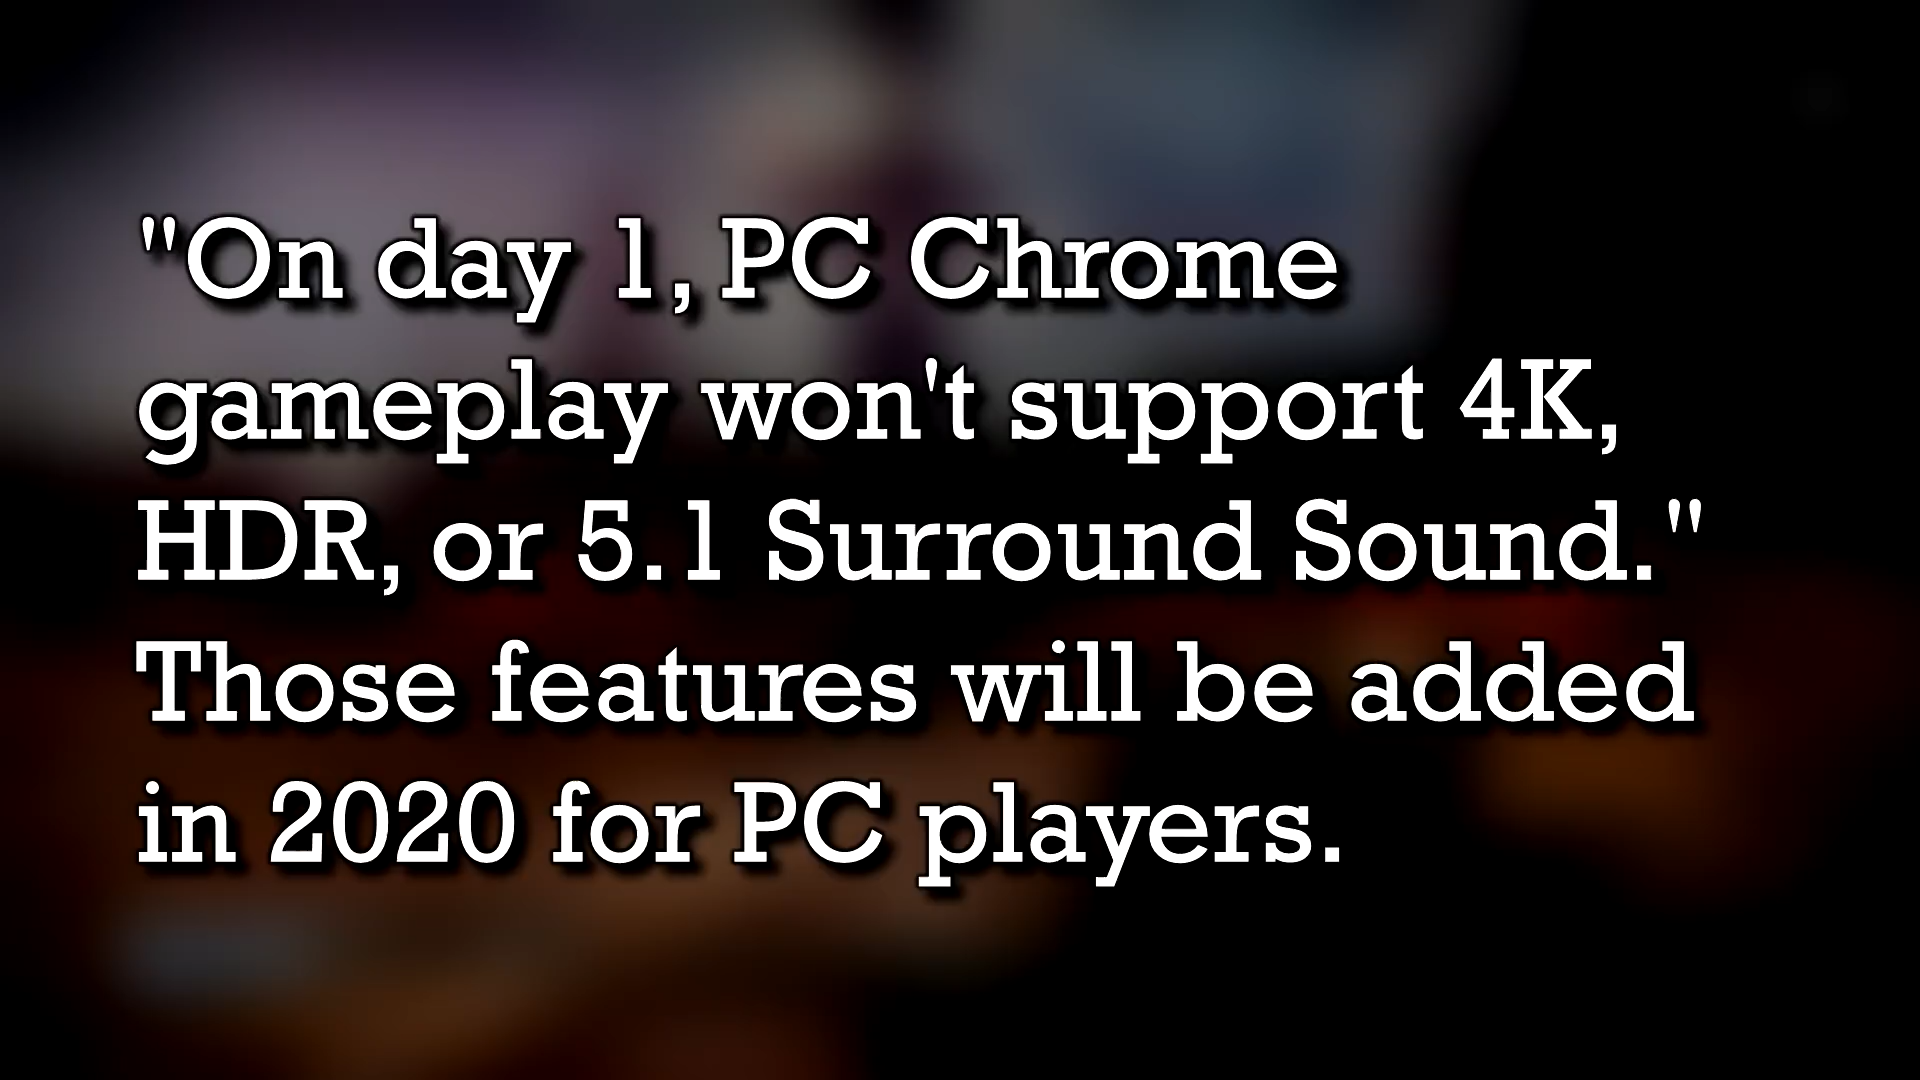 "On day 1, PC Chrome
gameplay won't support 4K,
HDR, or 5.1 Surround Sound."
Those features will be added
in 2020 for PC players.